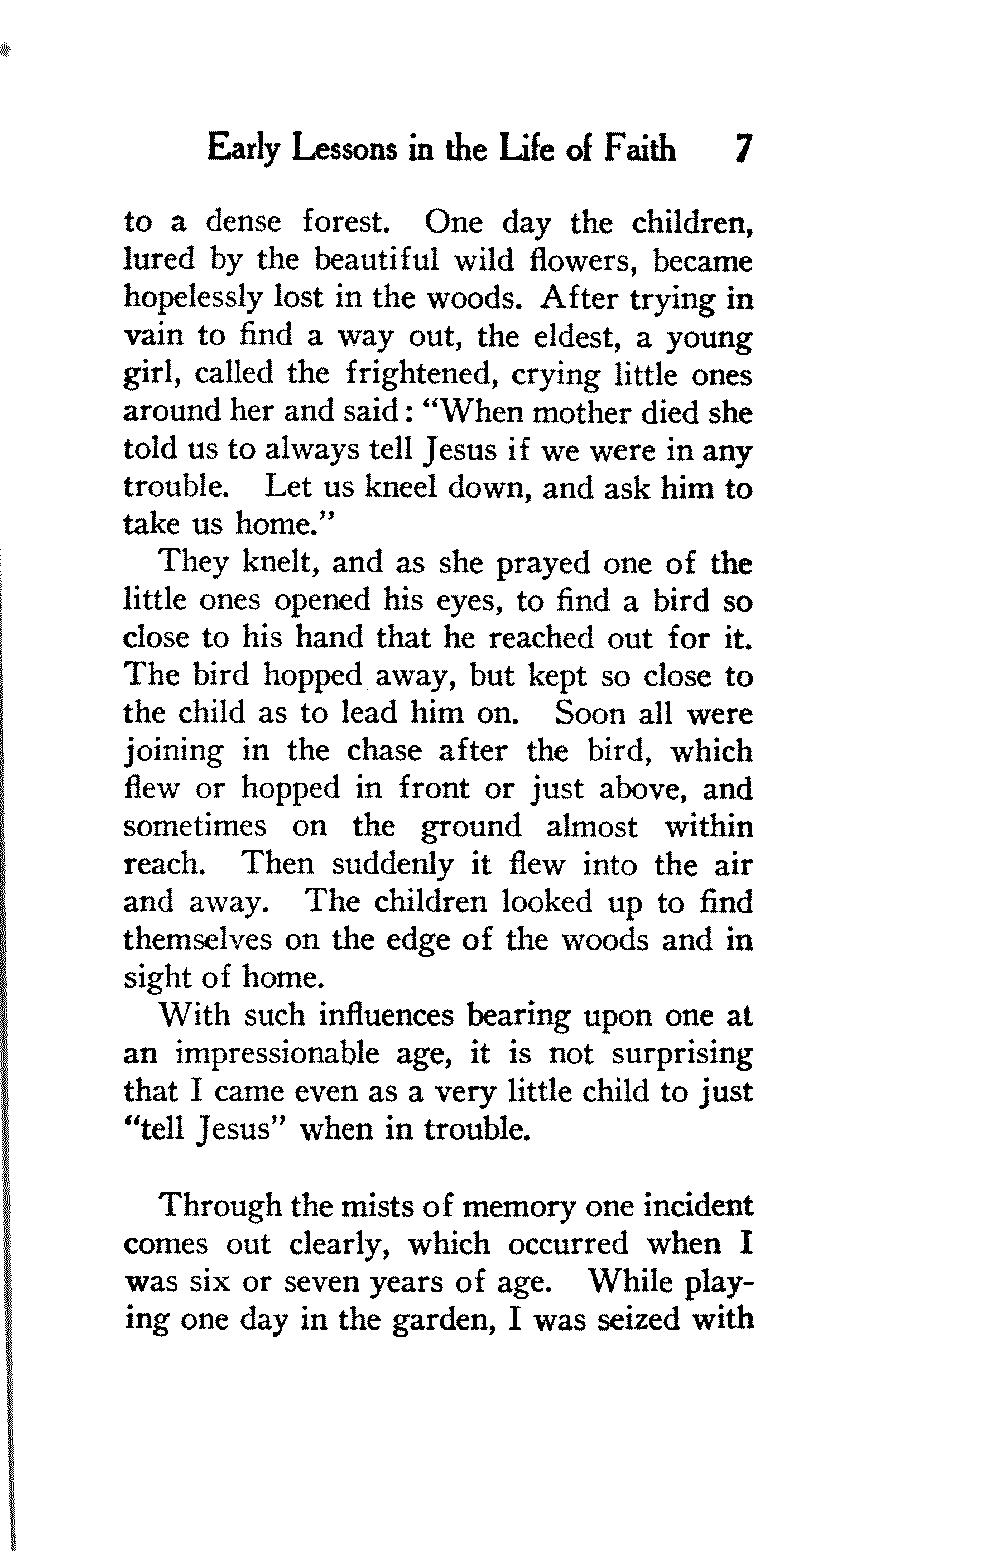 Early Lessons in the Life of Faith 7
to a dense forest. One day the children,
lured by the beautiful wild flowers, became
hopelessly lost in the woods. After trying in
vain to find a way out, the eldest, a young
girl, called the frightened, crying little ones
around her and said: “When mother died she
told us to always tell Jesus if we were in any
trouble. Let us kneel down, and ask him to
take us home.”
They knelt, and as she prayed one of the
little ones opened his eyes, to find a bird so
close to his hand that he reached out for it.
The bird hopped away, but kept so close to
the child as to lead him on. Soon all were
joining in the chase after the bird, which
flew or hopped in front or just above, and
sometimes on the ground almost within
reach. Then suddenly it flew into the air
and away. The children looked up to find
themselves on the edge of the woods and in
sight of home.
With such influences bearing upon one at
an impressionable age, it is not surprising
that I came even as a very little child to just
“tell Jesus” when in trouble.
Through the mists of memory one incident
comes out clearly, which occurred when I
was six or seven years of age. While play-
ing one day in the garden, I was seized with